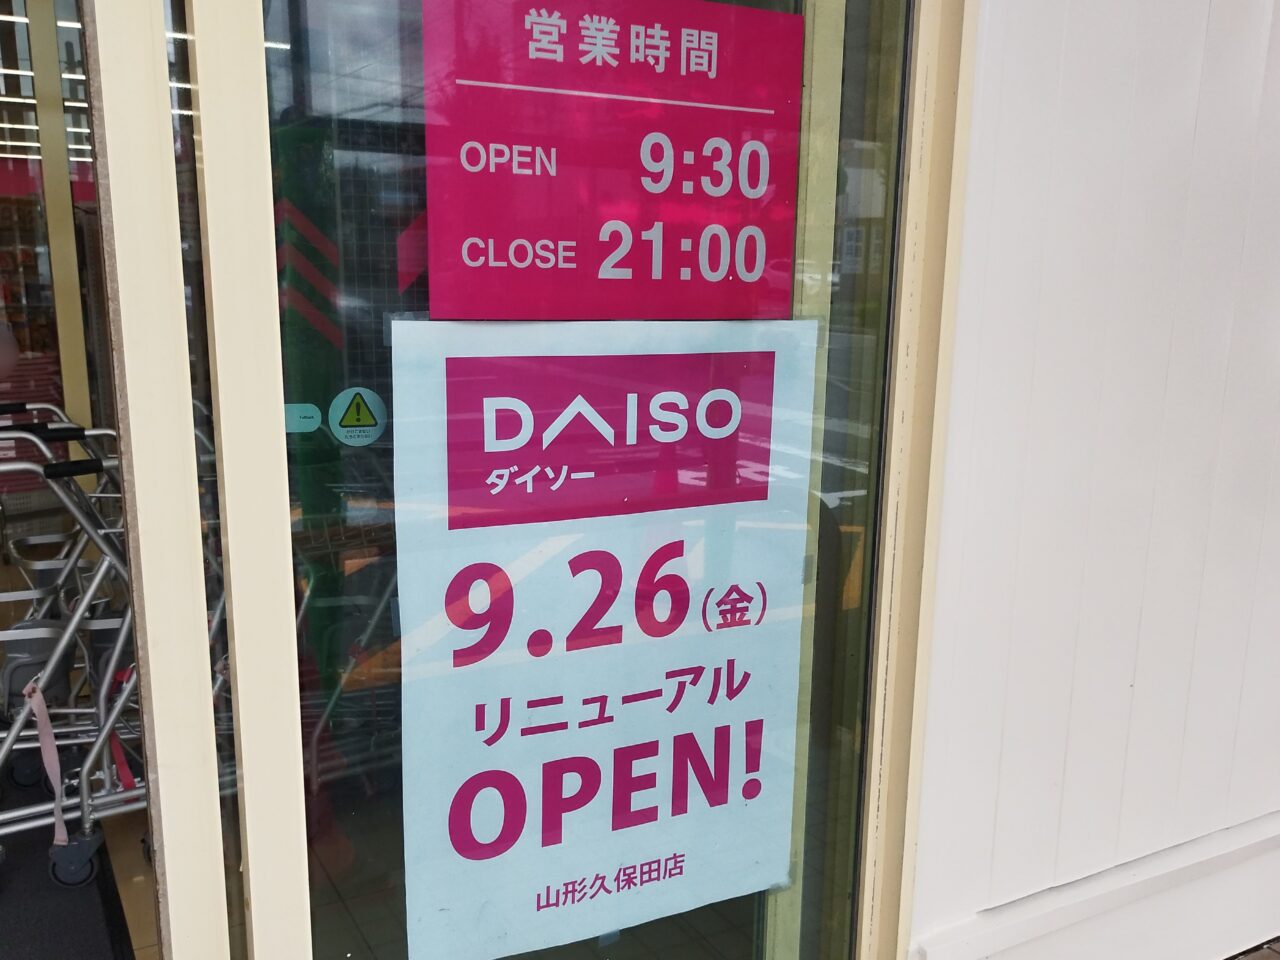 営業時間
OPEN 9:30
CLOSE 21:00
DAISO
ダイソー
9.26(金)
リニューアル
OPEN!
山形久保田店